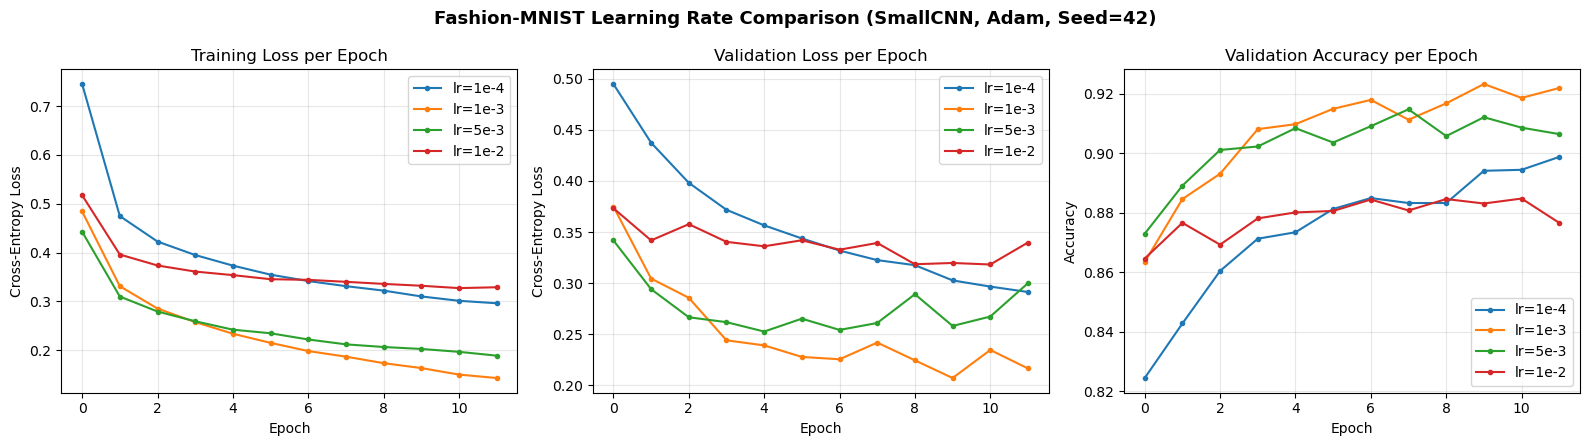 Fashion-MNIST Learning Rate Comparison (SmallCNN, Adam, Seed=42)
Training Loss per Epoch
Cross-Entropy Loss
0.7
0.6
0.5
0.4
0.3
0.2
0 2 4 6 8 10
Epoch
lr=1e-4
lr=1e-3
lr=5e-3
lr=1e-2
Validation Loss per Epoch
Cross-Entropy Loss
0.50
0.45
0.40
0.35
0.30
0.25
0.20
0 2 4 6 8 10
Epoch
lr=1e-4
lr=1e-3
lr=5e-3
lr=1e-2
Validation Accuracy per Epoch
Accuracy
0.92
0.90
0.88
0.86
0.84
0.82
0 2 4 6 8 10
Epoch
lr=1e-4
lr=1e-3
lr=5e-3
lr=1e-2